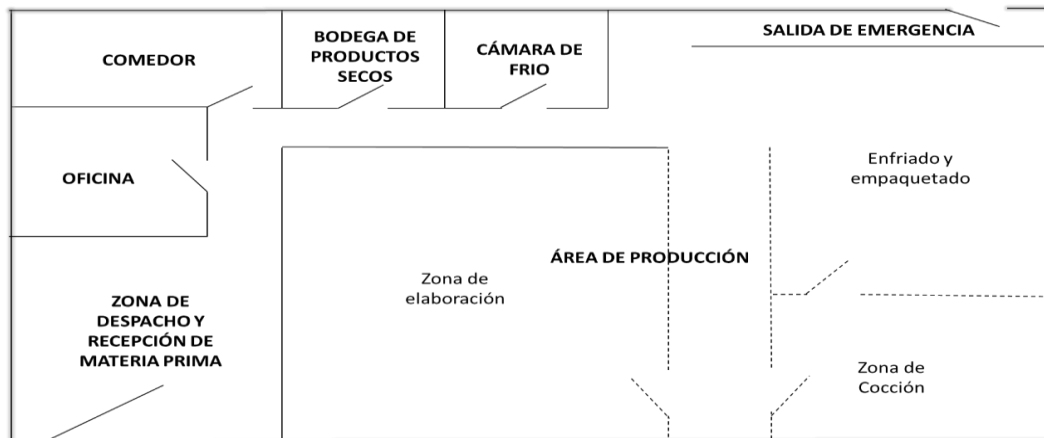 SALIDA DE EMERGENCIA
COMEDOR
BODEGA DE
PRODUCTOS
SECOS
CÁMARA DE
FRIO
OFICINA
Enfriado y
empaquetado
ÁREA DE PRODUCCIÓN
Zona de
elaboración
ZONA DE
DESPACHO Y
RECEPCIÓN DE
MATERIA PRIMA
Zona de
Cocción